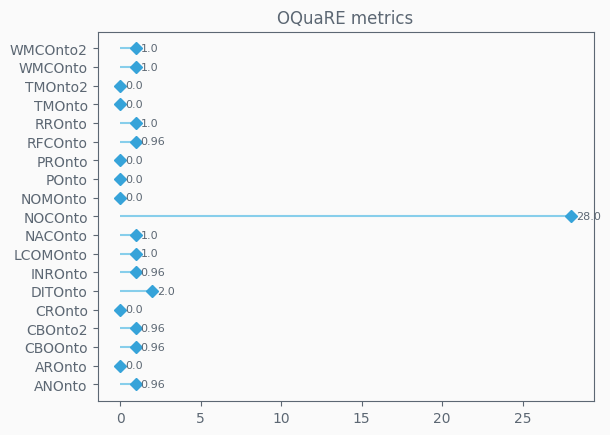 OQuaRE metrics
WMCOnto2 1.0
WMCOnto 1.0
TMOnto2 0.0
TMOnto 0.0
RROnto 1.0
RFCOnto 0.96
PROnto 0.0
POnto 0.0
NOMOnto 0.0
NOCOnto 28.0
NACOnto 1.0
LCOMOnto 1.0
INROnto 0.96
DITOnto 2.0
CROnto 0.0
CBOnto2 0.96
CBOOnto 0.96
AROnto 0.0
ANOnto 0.96
0 5 10 15 20 25